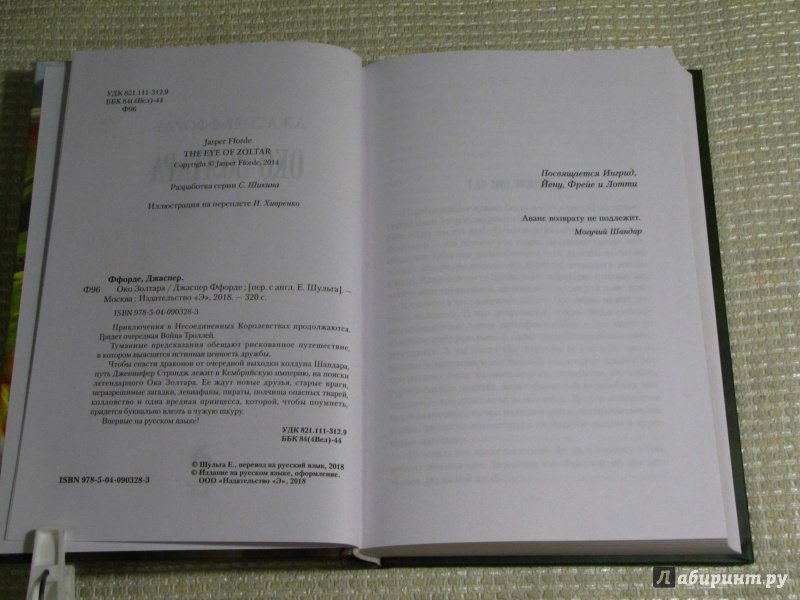 УДК 821.111-312.9
ББК 84(4Вел)-44
Ф96
Jasper Fforde
THE EYE OF ZOLTAR
Copyright © Jasper Fforde, 2014
Разработка серии С. Шикина
Иллюстрация на переплете И. Хивренко
Ффорде, Джаспер.
Ф96 Око Золтара / Джаспер Ффорде ; [пер. с англ. Е. Шульга]. –
Москва : Издательство «Э», 2018. — 320 с.
ISBN 978-5-04-090328-3
Приключения в Несоединенных Королевствах продолжаются.
Грядет очередная Война Троллей.
Туманные предсказания обещают рискованное путешествие,
в котором выяснится истинная ценность дружбы.
Чтобы спасти драконов от очередной выходки колдуна Шандара,
путь Дженнифер Стрэндж лежит в Кембрийскую империю, на поиски
легендарного Ока Золтара. Ее ждут новые друзья, старые враги,
неразрешимые загадки, левиафаны, пираты, полчища опасных тварей,
колдовство и одна вредная принцесса, которой, чтобы поумнеть,
придется буквально влезть в чужую шкуру.
Впервые на русском языке!
УДК 821.111-312.9
ББК 84(4Вел)-44
© Шульга Е., перевод на русский язык, 2018
© Издание на русском языке, оформление.
ООО «Издательство «Э», 2018
ISBN 978-5-04-090328-3
Посвящается Ингрид,
Йену, Фрейе и Лотти
Аванс возврату не подлежит.
Могучий Шандар
Лабиринт.ру